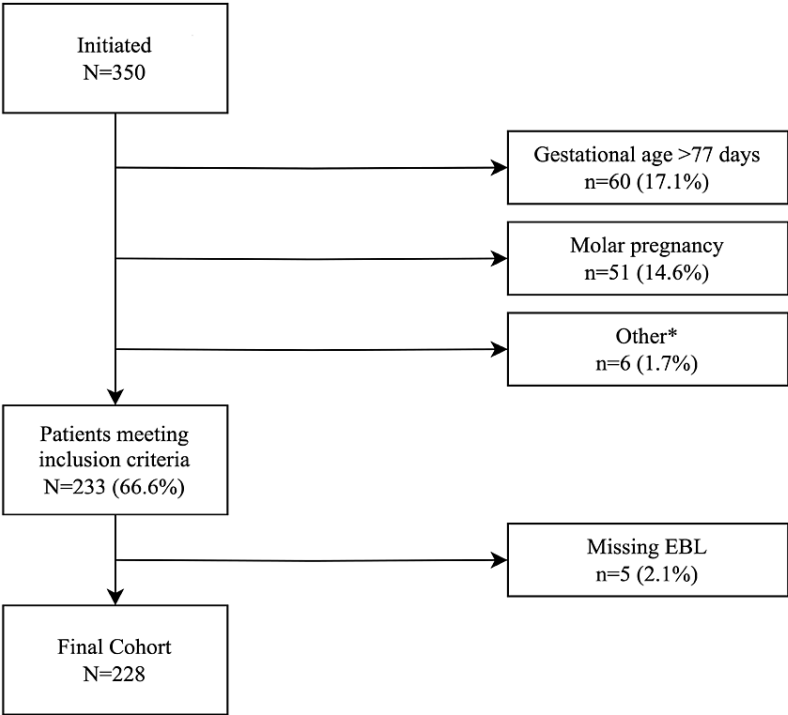 Initiated
N=350
Gestational age >77 days
n=60 (17.1%)
Molar pregnancy
n=51 (14.6%)
Other*
n=6 (1.7%)
Patients meeting
inclusion criteria
N=233 (66.6%)
Missing EBL
n=5 (2.1%)
Final Cohort
N=228